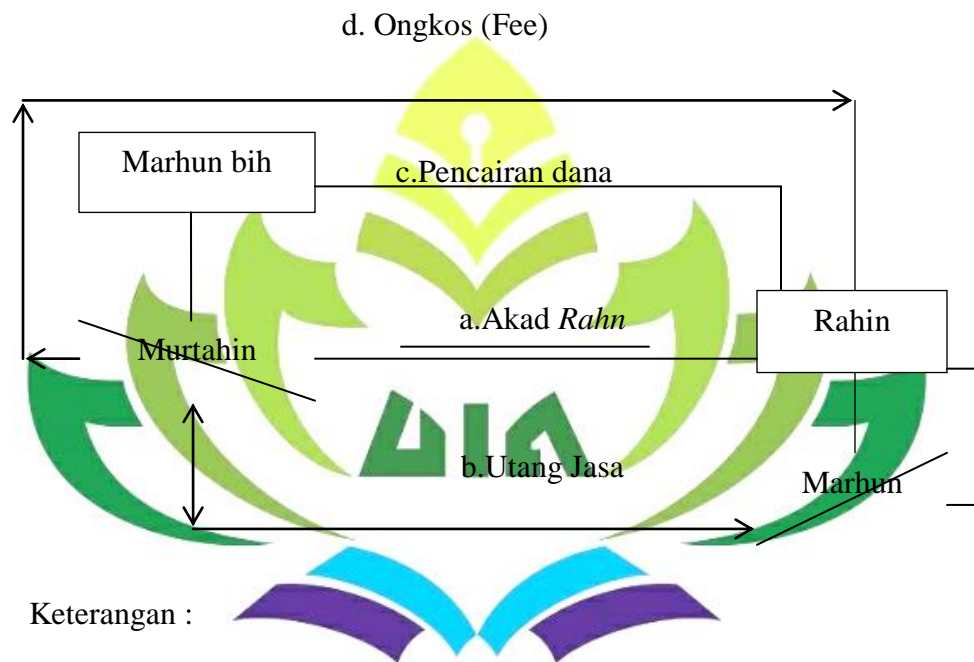 d. Ongkos (Fee)
Marhun bih
c.Pencairan dana
a.Akad Rahn
Rahin
Murtahin
b.Utang Jasa
Marhun
Keterangan :